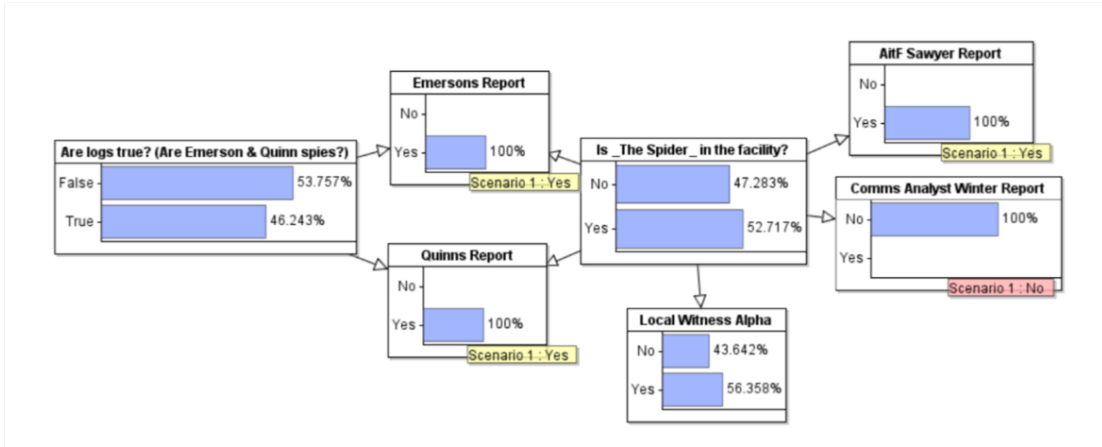 AitF Sawyer Report
No
Yes
100%
Scenario 1 : Yes
Emersons Report
No
Yes
100%
Scenario 1 : Yes
Are logs true? (Are Emerson & Quinn spies?)
False
53.757%
True
46.243%
Is _The Spider_ in the facility?
No
47.283%
Yes
52.717%
Comms Analyst Winter Report
No
100%
Yes
Scenario 1 : No
Quinns Report
No
Yes
100%
Scenario 1 : Yes
Local Witness Alpha
No
43.642%
Yes
56.358%